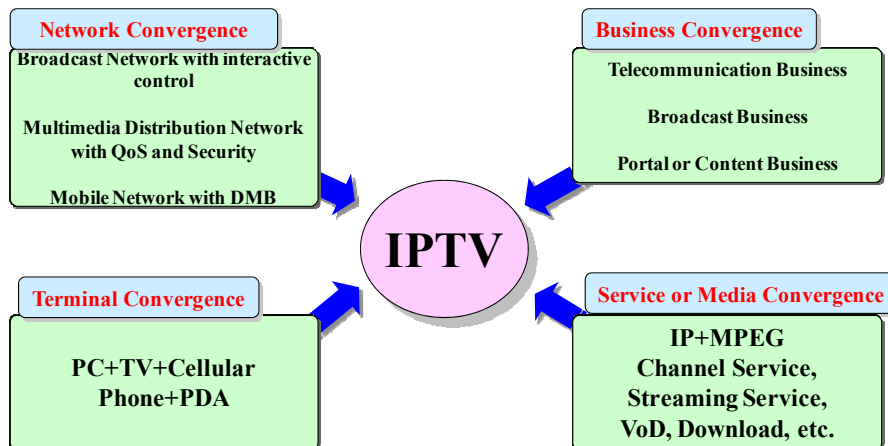 Network Convergence
Broadcast Network with interactive
control
Multimedia Distribution Network
with QoS and Security
Mobile Network with DMB
Business Convergence
Telecommunication Business
Broadcast Business
Portal or Content Business
IPTV
Terminal Convergence
PC+TV+Cellular
Phone+PDA
Service or Media Convergence
IP+MPEG
Channel Service,
Streaming Service,
VoD, Download, etc.